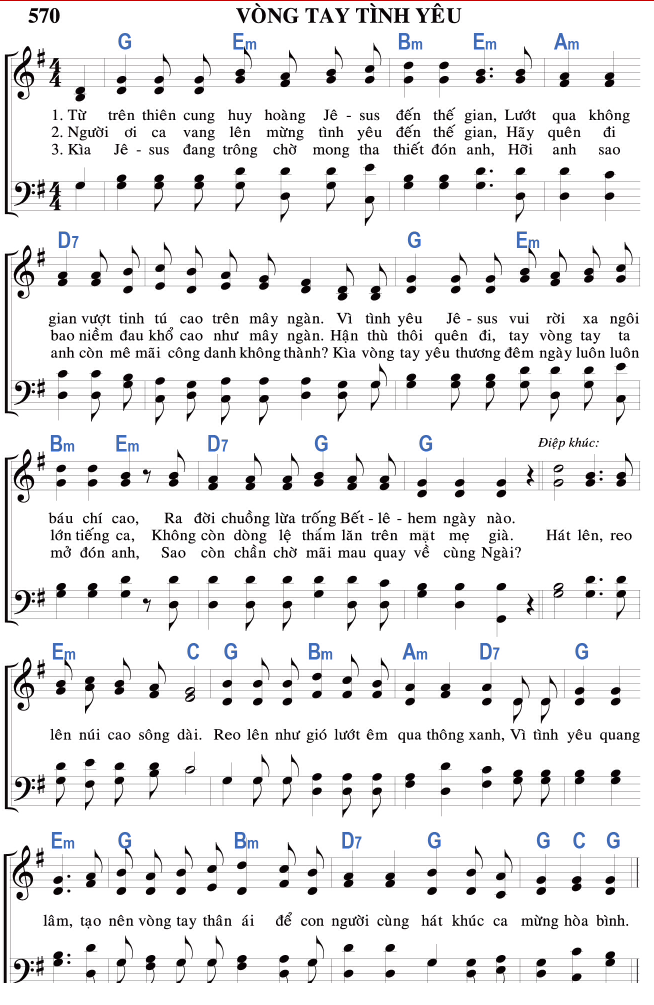 570 VÒNG TAY TÌNH YÊU
G Em Bm Em Am
1. Từ trên thiên cung huy hoàng Jê - sus đến thế gian, Lướt qua không
2. Người ơi ca vang lên mừng tình yêu đến thế gian, Hãy quên đi
3. Kìa Jê - sus đang trông chờ mong tha thiết đón anh, Hỡi anh sao
D7 G Em
gian vượt tinh tú cao trên mây ngàn. Vì tình yêu Jê - sus vui rời xa ngôi
bao niềm đau khổ cao như mây ngàn. Hận thù thôi quên đi, tay vòng tay ta
anh còn mê mãi công danh không thành? Kìa vòng tay yêu thương đêm ngày luôn luôn
Bm Em D7 G G Điệp khúc:
báu chí cao, Ra đời chuồng lừa trống Bết - lê - hem ngày nào.
lớn tiếng ca, Không còn dòng lệ thấm lăn trên mặt mẹ già. Hát lên, reo
mở đón anh, Sao còn chần chờ mãi mau quay về cùng Ngài?
Em C G Bm Am D7 G
lên núi cao sông dài. Reo lên như gió lướt êm qua thông xanh, Vì tình yêu quang
Em G Bm D7 G G C G
lâm, tạo nên vòng tay thân ái để con người cùng hát khúc ca mừng hòa bình.